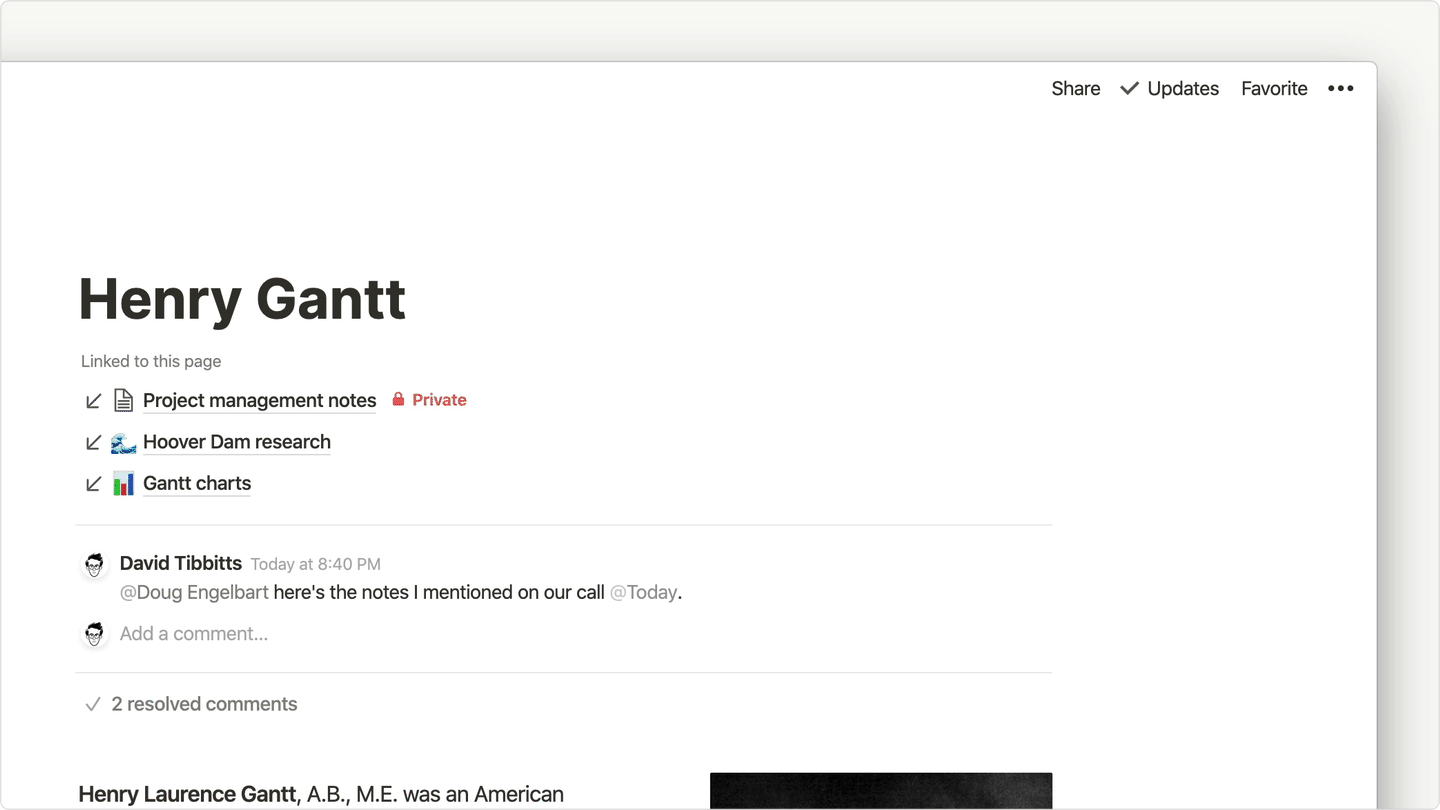 Share ✓ Updates Favorite •••
Henry Gantt
Linked to this page
Project management notes Private
Hoover Dam research
Gantt charts
David Tibbitts Today at 8:40 PM
@Doug Engelbart here's the notes I mentioned on our call @Today.
Add a comment...
2 resolved comments
Henry Laurence Gantt, A.B., M.E. was an American